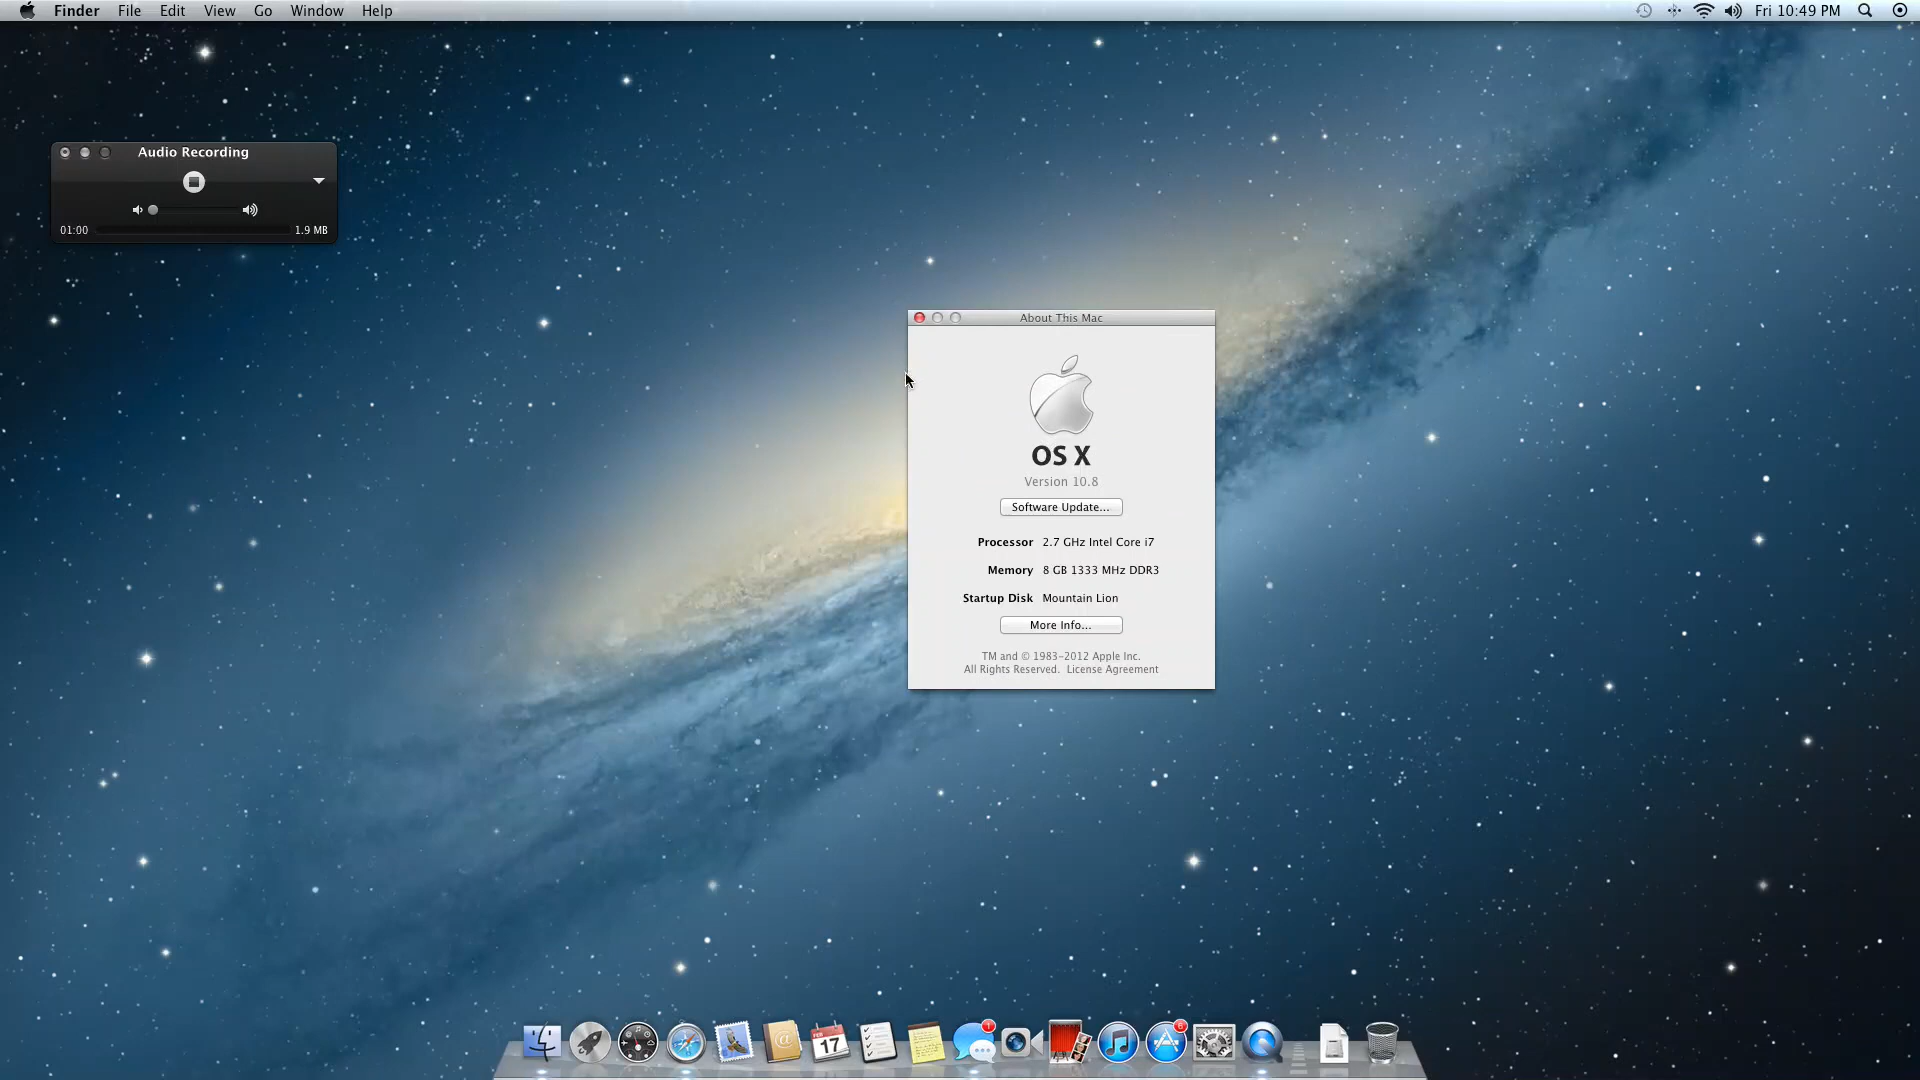 Finder File Edit View Go Window Help
Fri 10:49 PM
Audio Recording
01:00
1.9 MB
About This Mac
OS X
Version 10.8
Software Update...
Processor 2.7 GHz Intel Core i7
Memory 8 GB 1333 MHz DDR3
Startup Disk Mountain Lion
More Info...
TM and © 1983-2012 Apple Inc.
All Rights Reserved. License Agreement
@
FEB
17
1
6